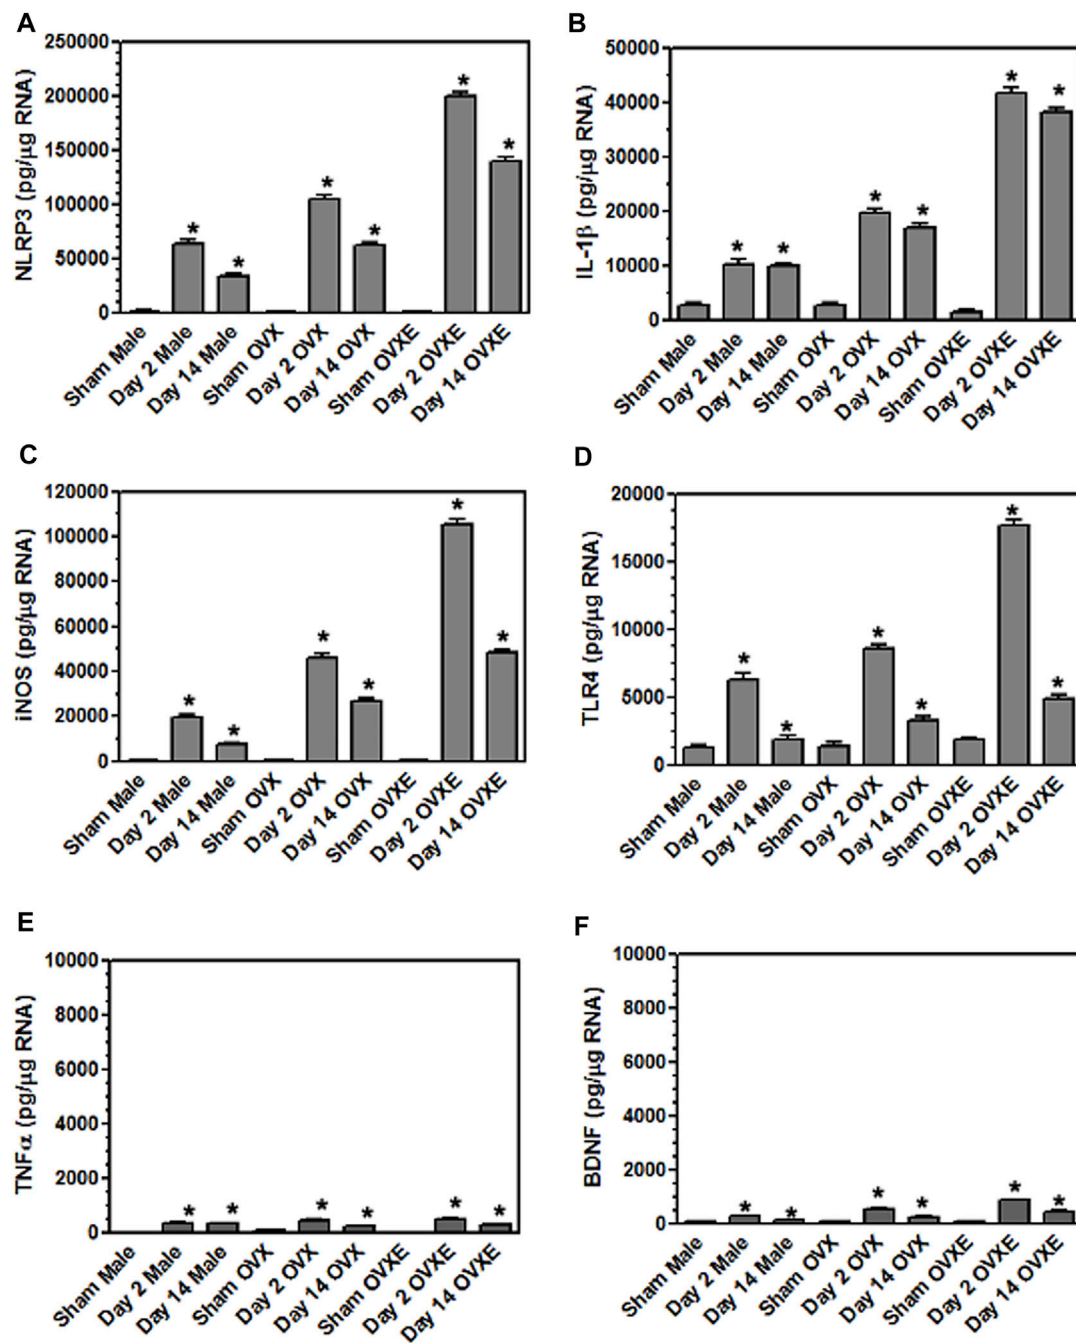 A
NLRP3 (pg/μg RNA)
250000
200000
150000
100000
50000
0
* * * * * *
Sham Male
Day 2 Male
Day 14 Male
Sham OVX
Day 2 OVX
Day 14 OVX
Sham OVXE
Day 2 OVXE
Day 14 OVXE
B
IL-1β (pg/μg RNA)
50000
40000
30000
20000
10000
0
* * * * * *
Sham Male
Day 2 Male
Day 14 Male
Sham OVX
Day 2 OVX
Day 14 OVX
Sham OVXE
Day 2 OVXE
Day 14 OVXE
C
iNOS (pg/μg RNA)
120000
100000
80000
60000
40000
20000
0
* * * * * *
Sham Male
Day 2 Male
Day 14 Male
Sham OVX
Day 2 OVX
Day 14 OVX
Sham OVXE
Day 2 OVXE
Day 14 OVXE
D
TLR4 (pg/μg RNA)
20000
15000
10000
5000
0
* * * * * *
Sham Male
Day 2 Male
Day 14 Male
Sham OVX
Day 2 OVX
Day 14 OVX
Sham OVXE
Day 2 OVXE
Day 14 OVXE
E
TNFα (pg/μg RNA)
10000
8000
6000
4000
2000
0
* * * * * *
Sham Male
Day 2 Male
Day 14 Male
Sham OVX
Day 2 OVX
Day 14 OVX
Sham OVXE
Day 2 OVXE
Day 14 OVXE
F
BDNF (pg/μg RNA)
10000
8000
6000
4000
2000
0
* * * * * *
Sham Male
Day 2 Male
Day 14 Male
Sham OVX
Day 2 OVX
Day 14 OVX
Sham OVXE
Day 2 OVXE
Day 14 OVXE